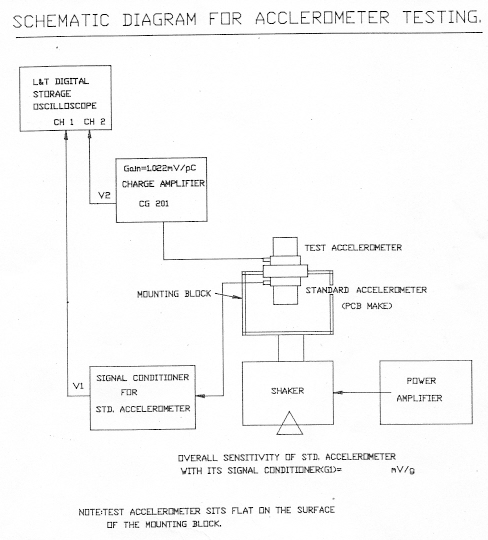 SCHEMATIC DIAGRAM FOR ACCLEROMETER TESTING.
L&T DIGITAL
STORAGE
OSCILLOSCOPE
CH 1 CH 2
Gain=1.022mV/pC
CHARGE AMPLIFIER
CG 201
V2
TEST ACCELEROMETER
MOUNTING BLOCK
STANDARD ACCELEROMETER
(PCB MAKE)
V1
SIGNAL CONDITIONER
FOR
STD. ACCELEROMETER
SHAKER
POWER
AMPLIFIER
OVERALL SENSITIVITY OF STD. ACCELEROMETER
WITH ITS SIGNAL CONDITIONER(G1)= mV/g
NOTE:TEST ACCELEROMETER SITS FLAT ON THE SURFACE
OF THE MOUNTING BLOCK.